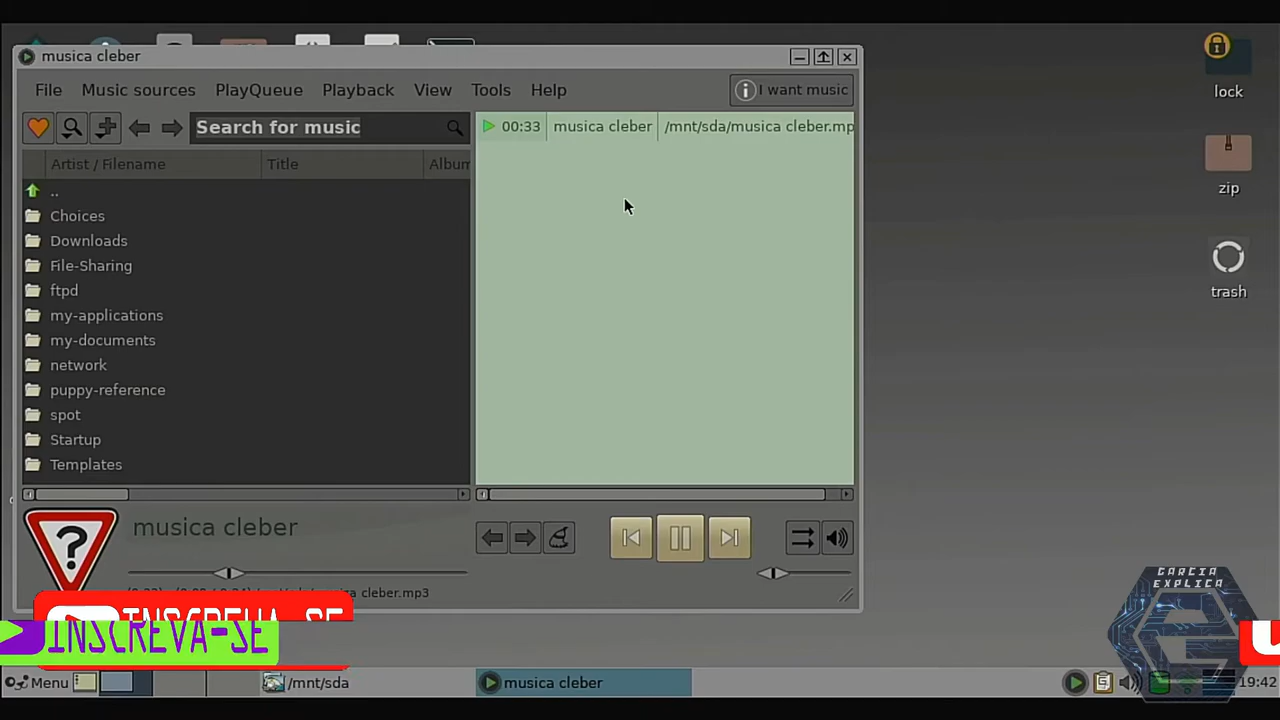 musica cleber
lock
File Music sources PlayQueue Playback View Tools Help
I want music
Search for music
00:33 musica cleber /mnt/sda/musica cleber.mp
Artist / Filename Title Album
zip
..
Choices
Downloads
File-Sharing
ftpd
trash
my-applications
my-documents
network
puppy-reference
spot
Startup
Templates
musica cleber
cleber.mp3
GARCIA
EXPLICA
INSCREVA-SE
INSCREVA-SE
Menu /mnt/sda musica cleber 19:42